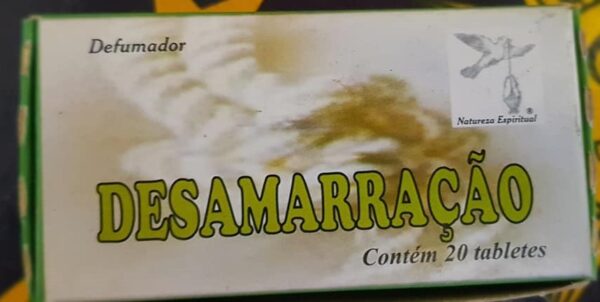 Defumador
Natureza Espiritual
®
DESAMARRAÇÃO
Contém 20 tabletes